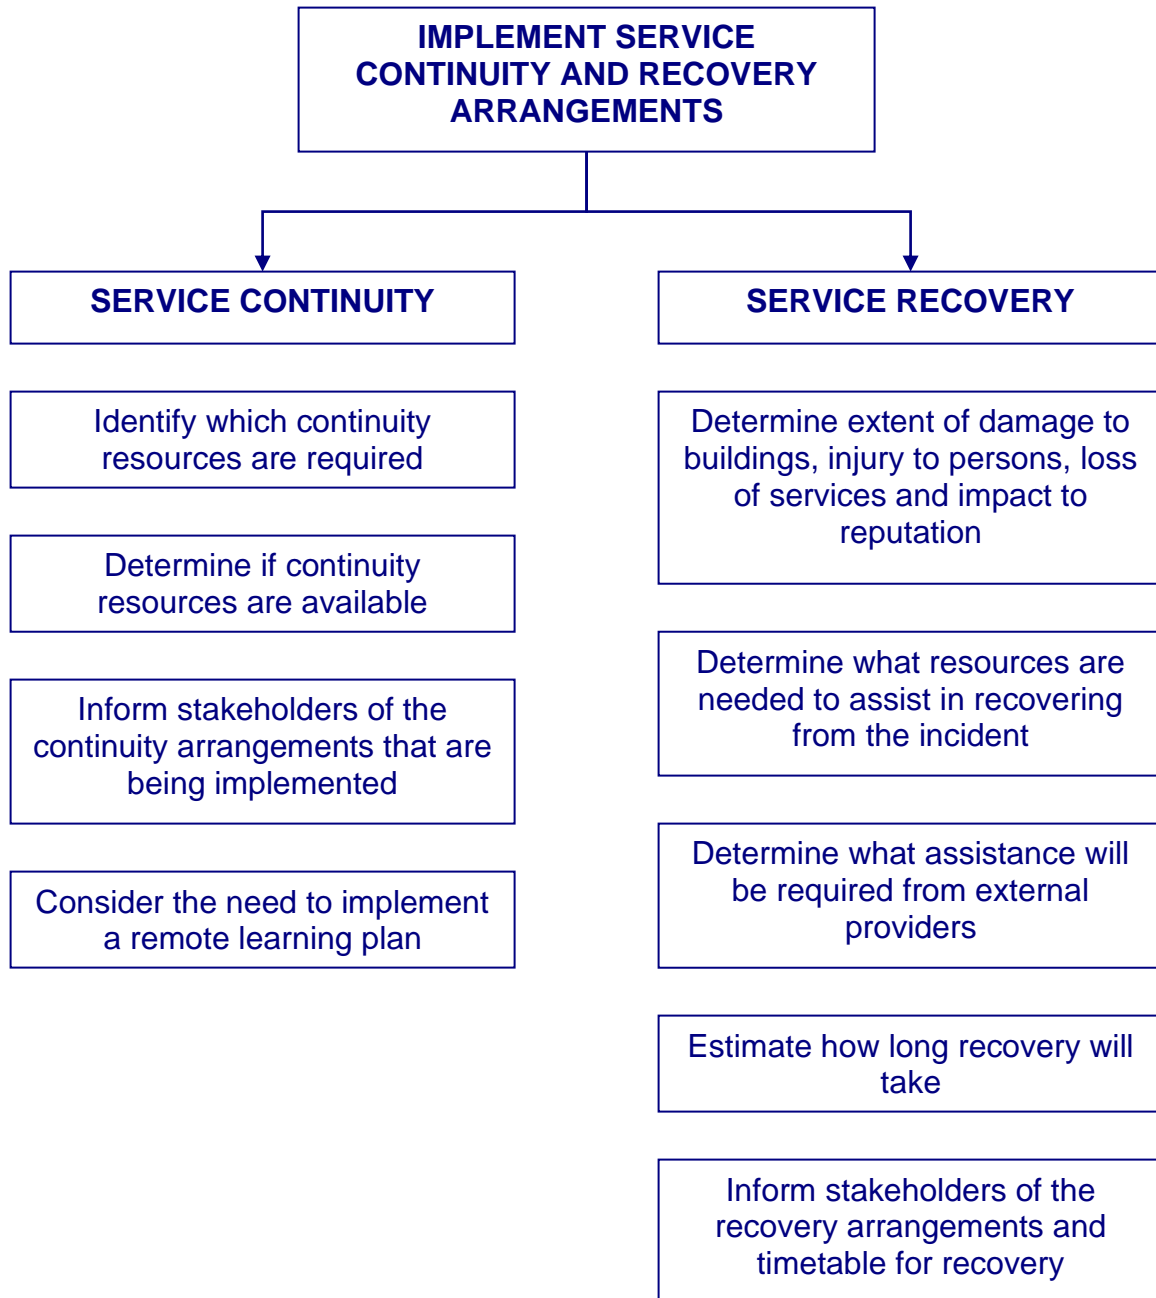 IMPLEMENT SERVICE
CONTINUITY AND RECOVERY
ARRANGEMENTS
SERVICE CONTINUITY
Identify which continuity
resources are required
Determine if continuity
resources are available
Inform stakeholders of the
continuity arrangements that are
being implemented
Consider the need to implement
a remote learning plan
SERVICE RECOVERY
Determine extent of damage to
buildings, injury to persons, loss
of services and impact to
reputation
Determine what resources are
needed to assist in recovering
from the incident
Determine what assistance will
be required from external
providers
Estimate how long recovery will
take
Inform stakeholders of the
recovery arrangements and
timetable for recovery